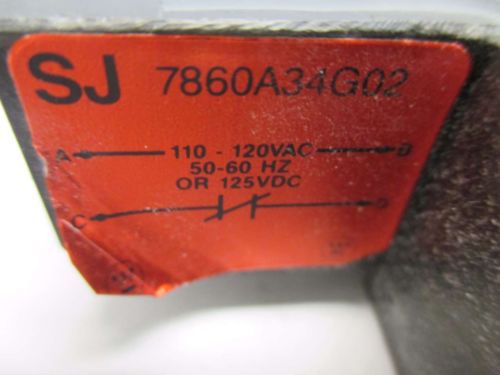 SJ 7860A34G02
A 110 - 120VAC B
50-60 HZ
OR 125VDC
C D